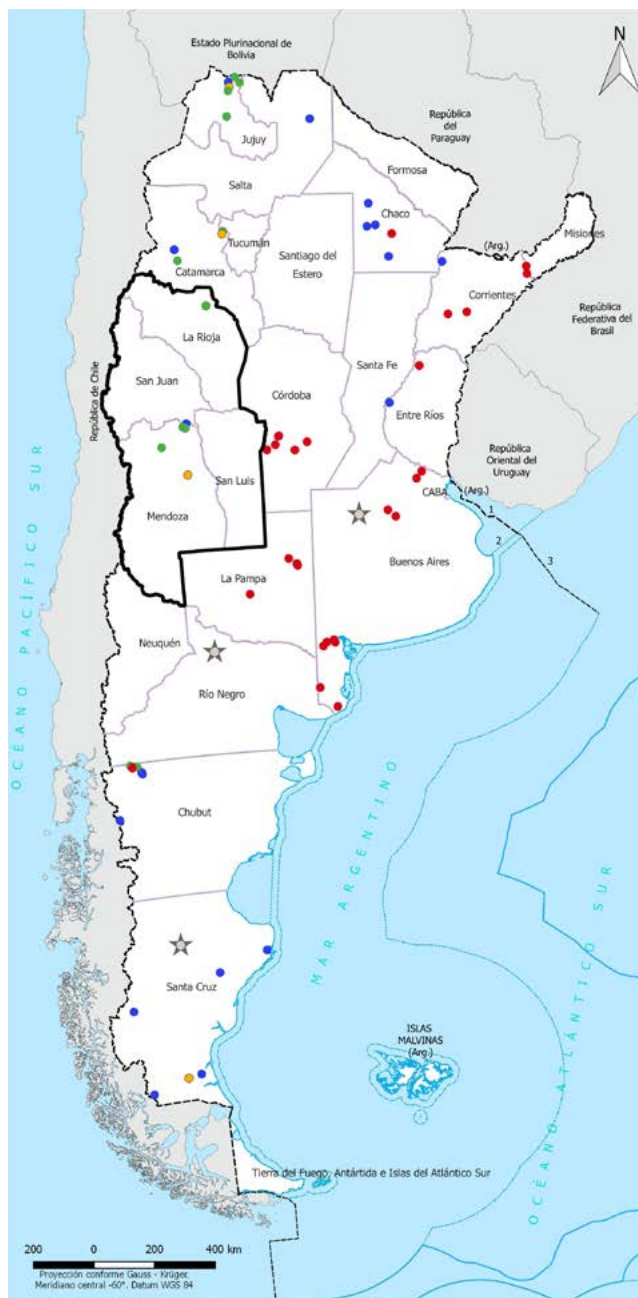 Estado Plurinacional de
Bolivia
N
República
del
Paraguay
Jujuy
Formosa
Salta
Chaco
Misiones
(Arg.)
Tucumán
Santiago del
Estero
Catamarca
Corrientes
República
Federativa del
Brasil
La Rioja
Santa Fe
República de Chile
San Juan
Córdoba
Entre Ríos
República
Oriental del
Uruguay
San Luis
CABA
(Arg.)
Mendoza
1
2
3
Buenos Aires
La Pampa
OCÉANO PACÍFICO SUR
Neuquén
Río Negro
Chubut
MAR ARGENTINO
Santa Cruz
OCÉANO ATLÁNTICO SUR
ISLAS
MALVINAS
(Arg.)
Tierra del Fuego, Antártida e Islas del Atlántico Sur
200 0 200 400 km
Proyección conforme Gauss - Krüger.
Meridiano central -60°. Datum WGS 84